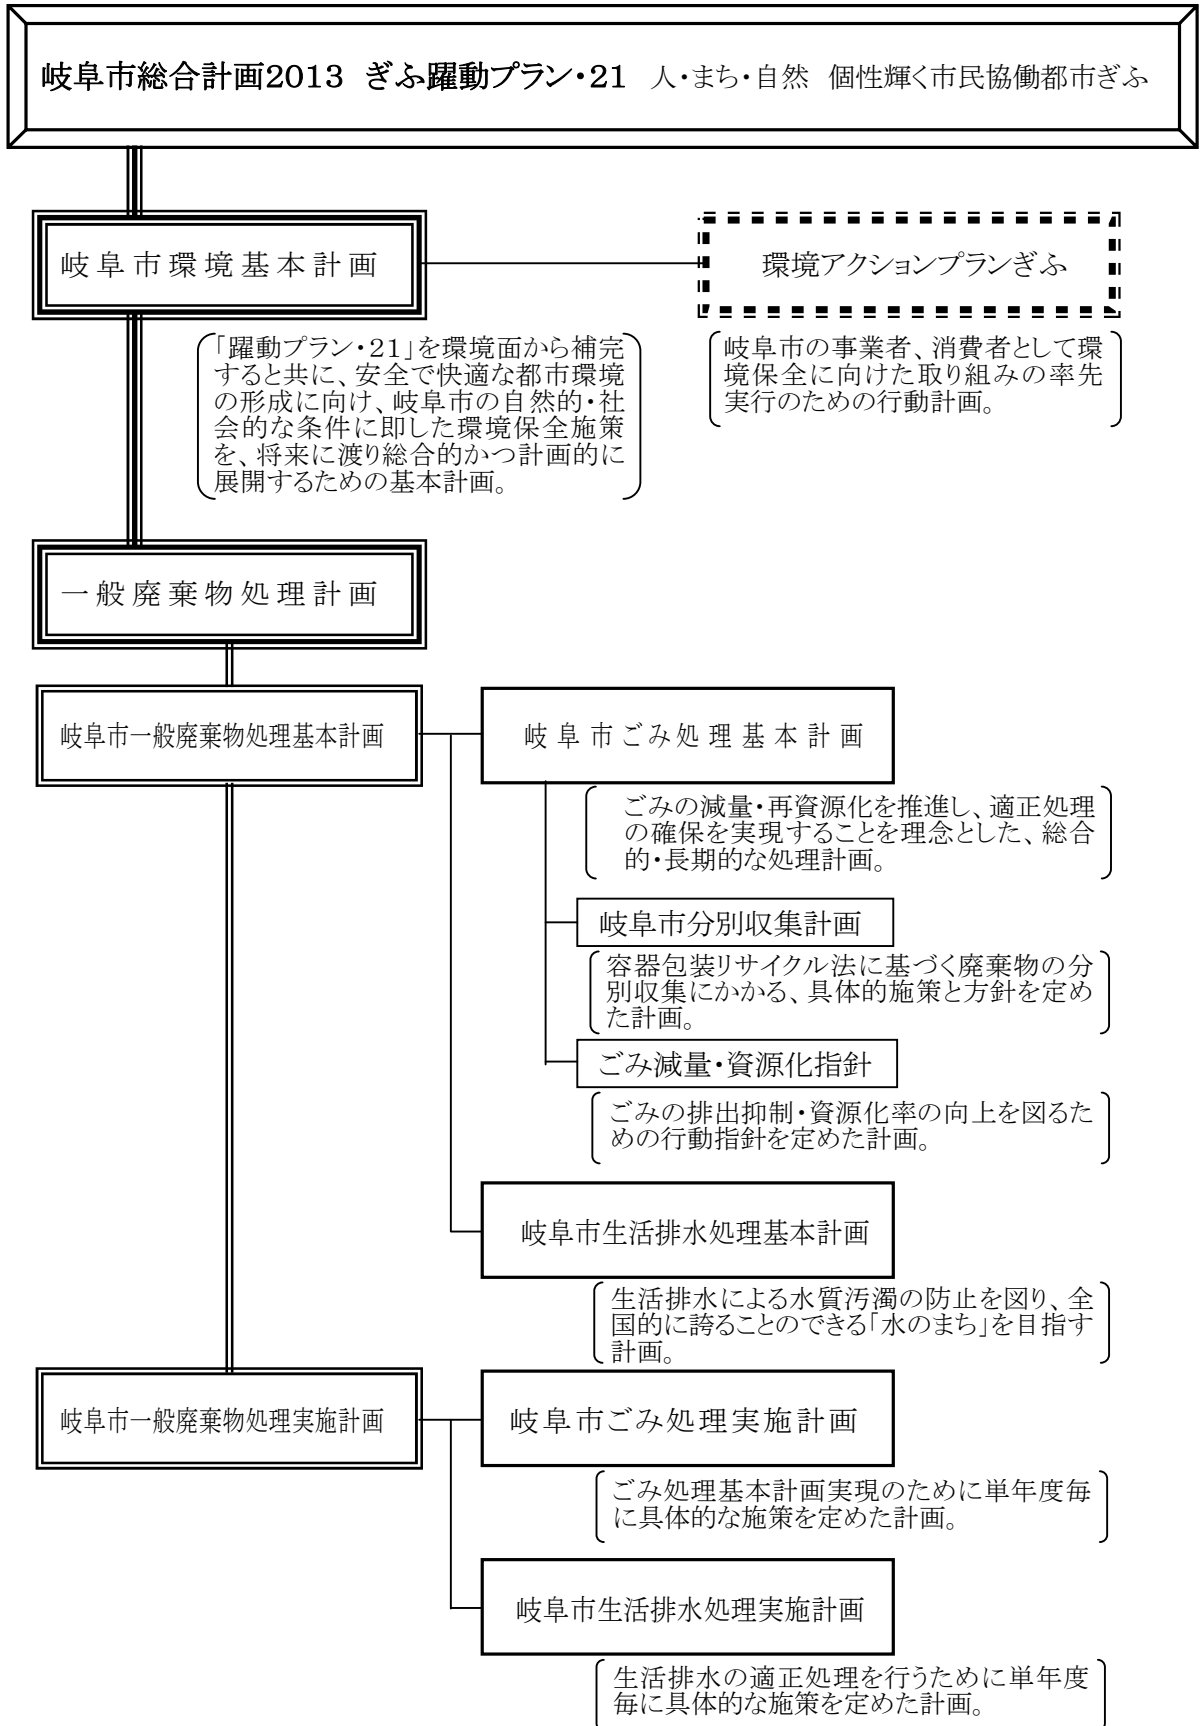 岐阜市総合計画2013 ぎふ躍動プラン・21 人・まち・自然 個性輝く市民協働都市ぎふ
岐阜市環境基本計画
環境アクションプランぎふ
「躍動プラン・21」を環境面から補完
すると共に、安全で快適な都市環境
の形成に向け、岐阜市の自然的・社
会的な条件に即した環境保全施策
を、将来に渡り総合的かつ計画的に
展開するための基本計画。
岐阜市の事業者、消費者として環
境保全に向けた取り組みの率先
実行のための行動計画。
一般廃棄物処理計画
岐阜市一般廃棄物処理基本計画
岐阜市ごみ処理基本計画
ごみの減量・再資源化を推進し、適正処理
の確保を実現することを理念とした、総合
的・長期的な処理計画。
岐阜市分別収集計画
容器包装リサイクル法に基づく廃棄物の分
別収集にかかる、具体的施策と方針を定め
た計画。
ごみ減量・資源化指針
ごみの排出抑制・資源化率の向上を図るた
めの行動指針を定めた計画。
岐阜市生活排水処理基本計画
生活排水による水質汚濁の防止を図り、全
国的に誇ることのできる「水のまち」を目指す
計画。
岐阜市一般廃棄物処理実施計画
岐阜市ごみ処理実施計画
ごみ処理基本計画実現のために単年度毎
に具体的な施策を定めた計画。
岐阜市生活排水処理実施計画
生活排水の適正処理を行うために単年度
毎に具体的な施策を定めた計画。